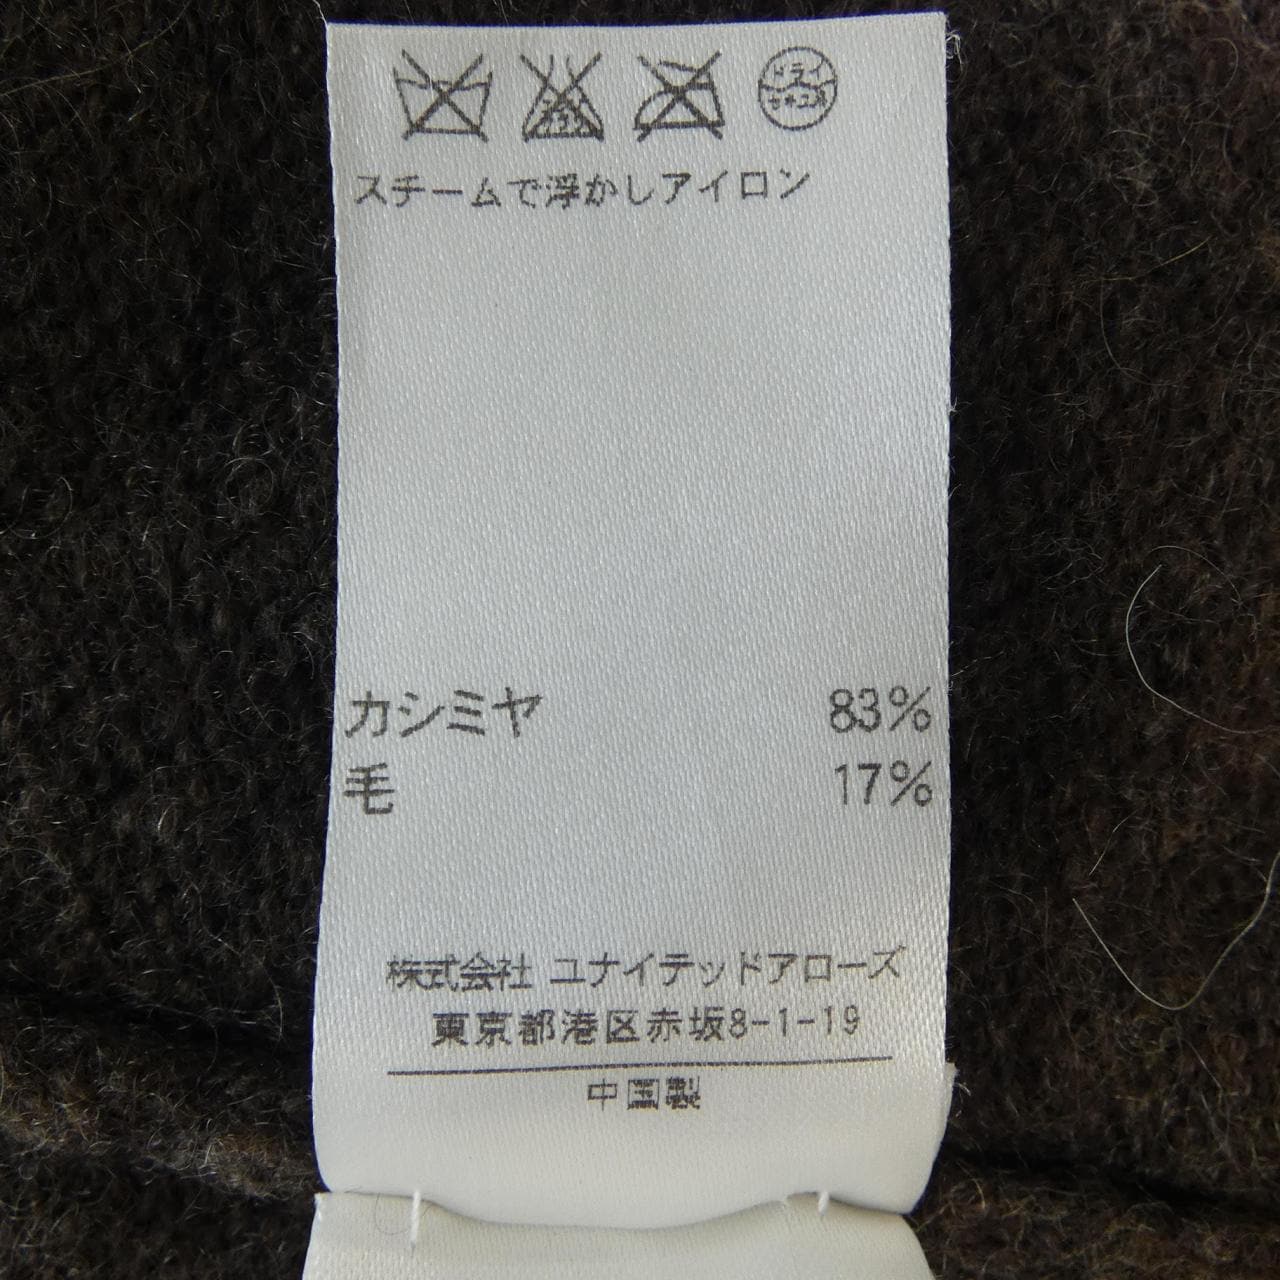 ドライ
セキユ系
スチームで浮かしアイロン
カシミヤ 83%
毛 17%
株式会社 ユナイテッドアローズ
東京都港区赤坂8-1-19
中国製